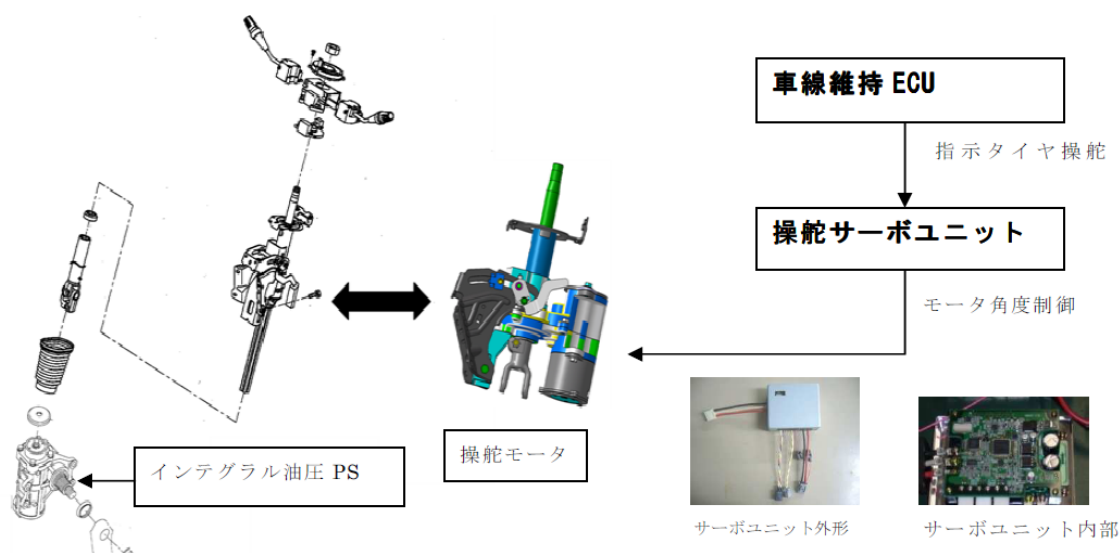 車線維持 ECU
指示タイヤ操舵
操舵サーボユニット
モータ角度制御
インテグラル油圧 PS
操舵モータ
サーボユニット外形
サーボユニット内部